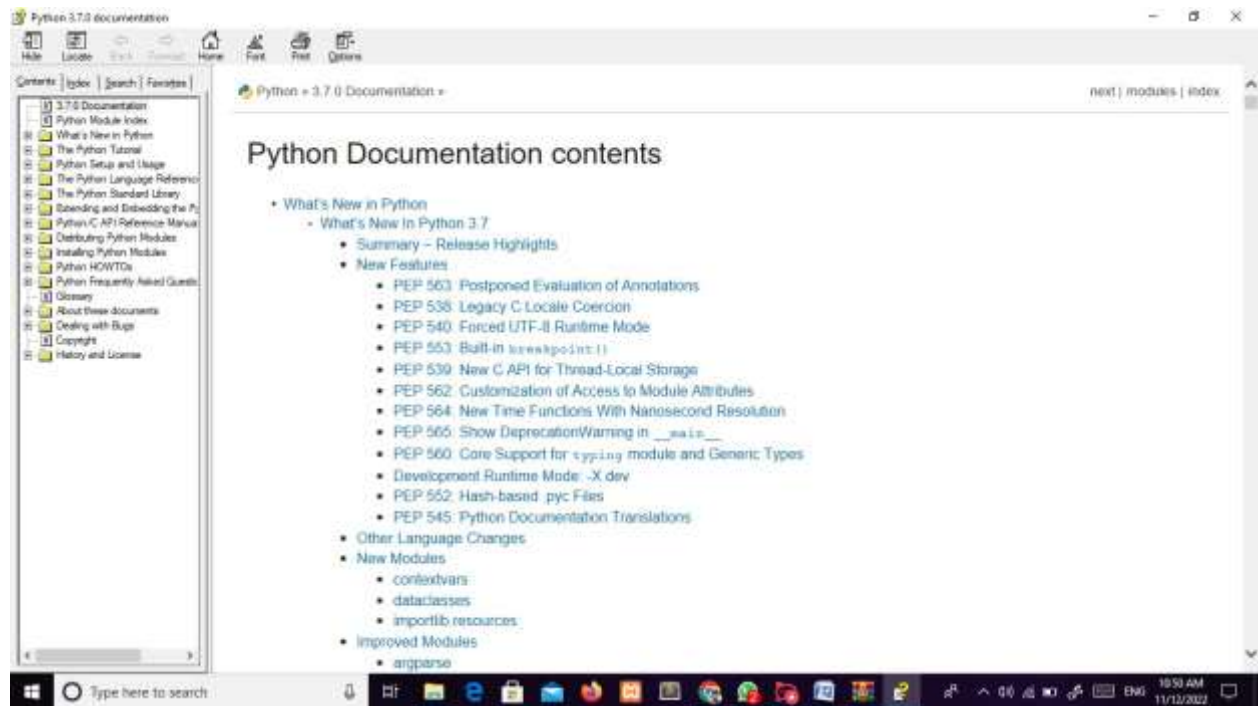 Python 3.7.0 documentation
Hide Locate Back Forward Home Font Print Options
Contents Index Search Favorites
3.7.0 Documentation
Python Module Index
What's New in Python
The Python Tutorial
Python Setup and Usage
The Python Language Referenc
The Python Standard Library
Extending and Embedding the Py
Python/C API Reference Manua
Distributing Python Modules
Installing Python Modules
Python HOWTOs
Python Frequently Asked Questi
Glossary
About these documents
Dealing with Bugs
Copyright
History and License
Python » 3.7.0 Documentation »
next | modules | index
Python Documentation contents
What's New in Python
What's New In Python 3.7
Summary – Release Highlights
New Features
PEP 563: Postponed Evaluation of Annotations
PEP 538: Legacy C Locale Coercion
PEP 540: Forced UTF-8 Runtime Mode
PEP 553: Built-in breakpoint()
PEP 539: New C API for Thread-Local Storage
PEP 562: Customization of Access to Module Attributes
PEP 564: New Time Functions With Nanosecond Resolution
PEP 565: Show DeprecationWarning in __main__
PEP 560: Core Support for typing module and Generic Types
Development Runtime Mode: -X dev
PEP 552: Hash-based .pyc Files
PEP 545: Python Documentation Translations
Other Language Changes
New Modules
contextvars
dataclasses
importlib.resources
Improved Modules
argparse
Type here to search
ENG
10:50 AM
11/12/2022